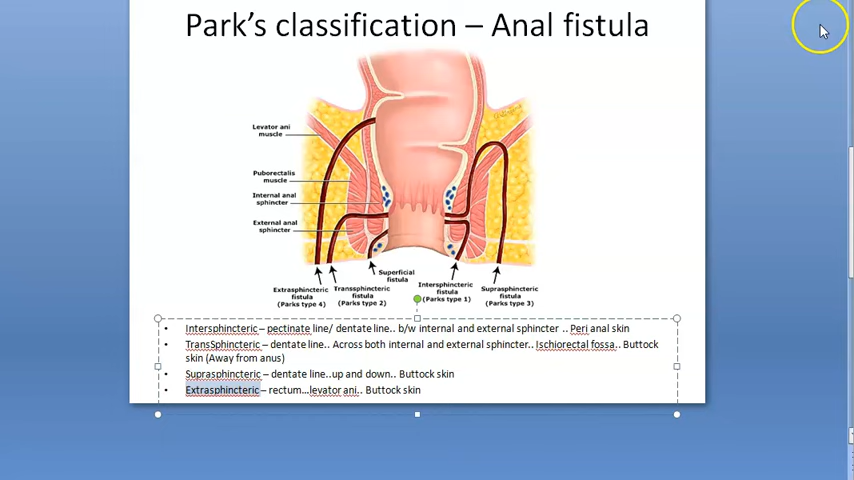 Park's classification – Anal fistula
Levator ani
muscle
Puborectalis
muscle
Internal anal
sphincter
External anal
sphincter
Extrasphincteric
fistula
(Parks type 4)
Transsphincteric
fistula
(Parks type 2)
Superficial
fistula
Intersphincteric
fistula
(Parks type 1)
Suprasphincteric
fistula
(Parks type 3)
• Intersphincteric – pectinate line/ dentate line.. b/w internal and external sphincter .. Peri anal skin
• TransSphincteric – dentate line.. Across both internal and external sphincter.. Ischiorectal fossa.. Buttock
skin (Away from anus)
• Suprasphincteric – dentate line..up and down.. Buttock skin
• Extrasphincteric – rectum...levator ani.. Buttock skin